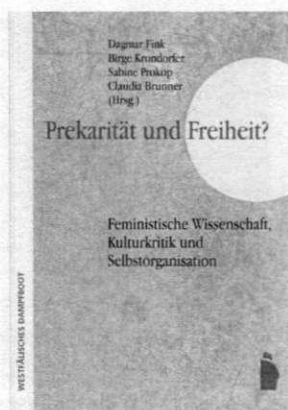 Dagmar Fink
Birge Krondorfer
Sabine Prokop
Claudia Brunner
(Hrsg.)
Prekarität und Freiheit?
Feministische Wissenschaft,
Kulturkritik und
Selbstorganisation
WESTFÄLISCHES DAMPFBOOT